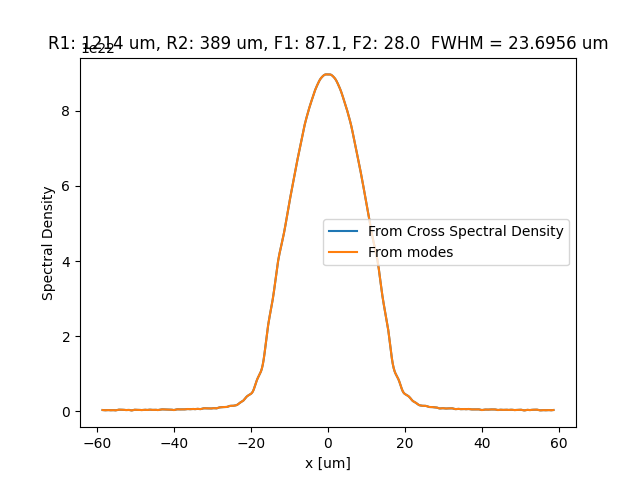 R1: 1214 um, R2: 389 um, F1: 87.1, F2: 28.0  FWHM = 23.6956 um
1e22
8
6
4
2
0
Spectral Density
From Cross Spectral Density
From modes
−60 −40 −20 0 20 40 60
x [um]